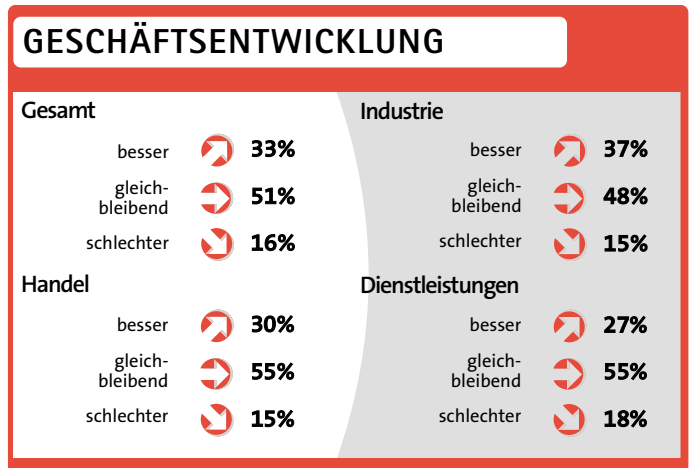 GESCHÄFTSENTWICKLUNG
Gesamt
besser 33%
gleich-
bleibend 51%
schlechter 16%
Industrie
besser 37%
gleich-
bleibend 48%
schlechter 15%
Handel
besser 30%
gleich-
bleibend 55%
schlechter 15%
Dienstleistungen
besser 27%
gleich-
bleibend 55%
schlechter 18%